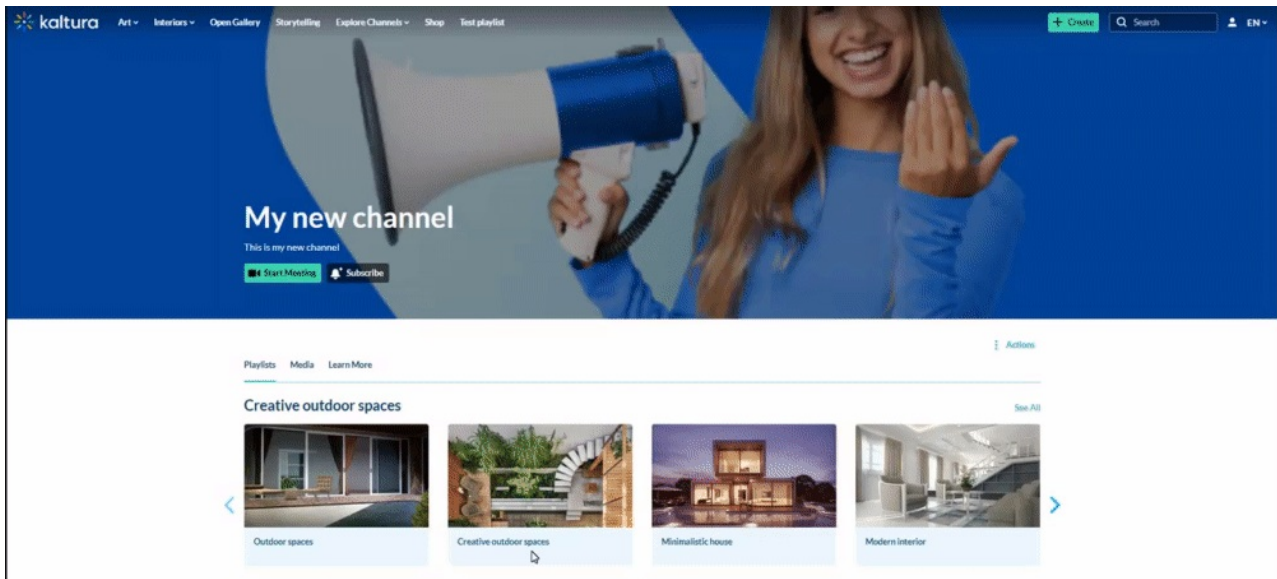 kaltura Art Interiors Open Gallery Storytelling Explore Channels Shop Test playlist + Create Search EN
My new channel
This is my new channel
Start Meeting Subscribe
Actions
Playlists Media Learn More
Creative outdoor spaces See All
Outdoor spaces Creative outdoor spaces Minimalistic house Modern interior